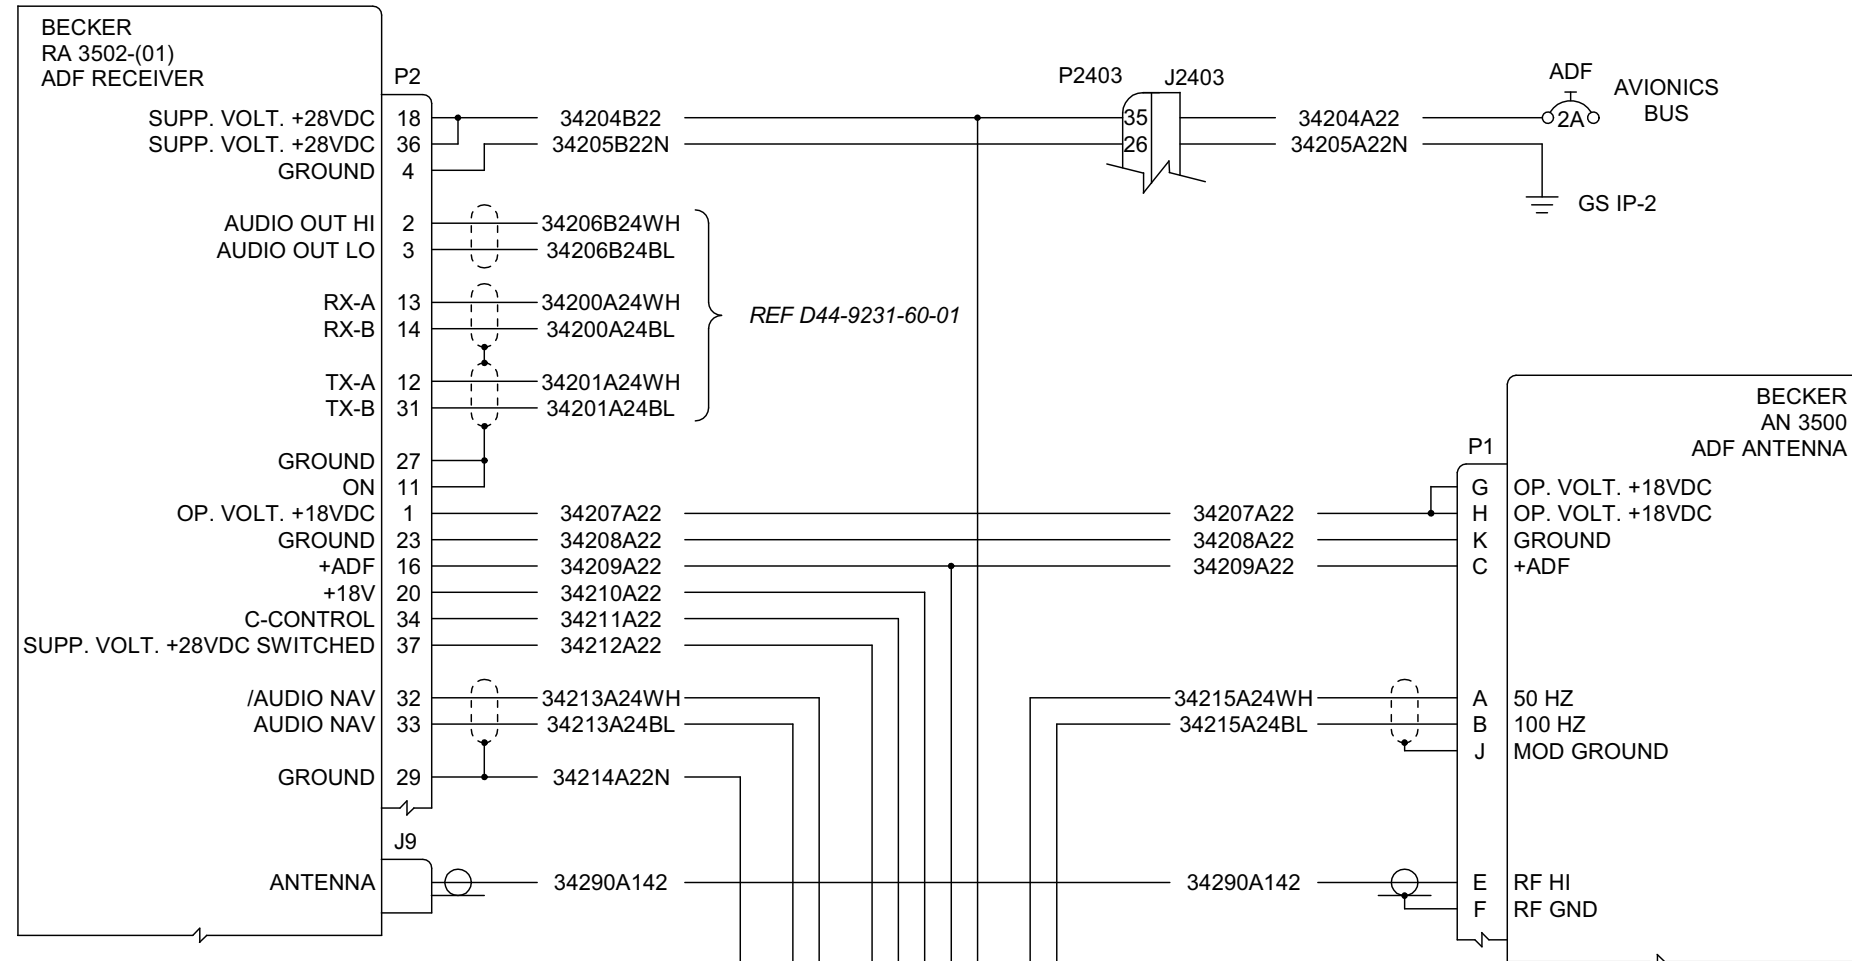 BECKER
RA 3502-(01)
ADF RECEIVER
P2
SUPP. VOLT. +28VDC 18 34204B22
SUPP. VOLT. +28VDC 36 34205B22N
GROUND 4
AUDIO OUT HI 2 34206B24WH
AUDIO OUT LO 3 34206B24BL
RX-A 13 34200A24WH
RX-B 14 34200A24BL
TX-A 12 34201A24WH
TX-B 31 34201A24BL
REF D44-9231-60-01
GROUND 27
ON 11
OP. VOLT. +18VDC 1 34207A22
GROUND 23 34208A22
+ADF 16 34209A22
+18V 20 34210A22
C-CONTROL 34 34211A22
SUPP. VOLT. +28VDC SWITCHED 37 34212A22
/AUDIO NAV 32 34213A24WH
AUDIO NAV 33 34213A24BL
GROUND 29 34214A22N
J9
ANTENNA 34290A142
P2403 J2403
35 34204A22
26 34205A22N
ADF
2A
AVIONICS
BUS
GS IP-2
BECKER
AN 3500
ADF ANTENNA
P1
G OP. VOLT. +18VDC
34207A22 H OP. VOLT. +18VDC
34208A22 K GROUND
34209A22 C +ADF
34215A24WH A 50 HZ
34215A24BL B 100 HZ
J MOD GROUND
34290A142 E RF HI
F RF GND